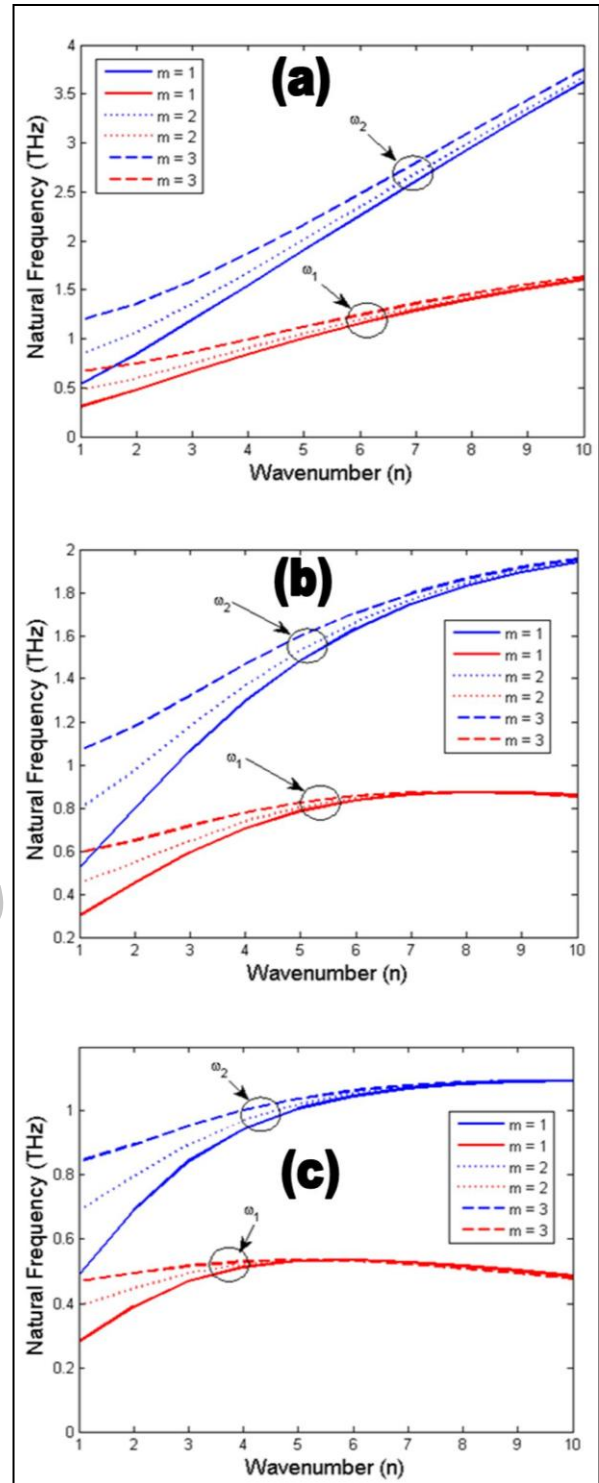 (a)
m = 1
m = 1
m = 2
m = 2
m = 3
m = 3
ω2
ω1
4
3.5
3
2.5
2
1.5
1
0.5
0
Natural Frequency (THz)
1 2 3 4 5 6 7 8 9 10
Wavenumber (n)
(b)
ω2
m = 1
m = 1
m = 2
m = 2
m = 3
m = 3
ω1
2
1.8
1.6
1.4
1.2
1
0.8
0.6
0.4
0.2
Natural Frequency (THz)
1 2 3 4 5 6 7 8 9 10
Wavenumber (n)
ω2
(c)
m = 1
m = 1
m = 2
m = 2
m = 3
m = 3
ω1
1
0.8
0.6
0.4
0.2
0
Natural Frequency (THz)
1 2 3 4 5 6 7 8 9 10
Wavenumber (n)